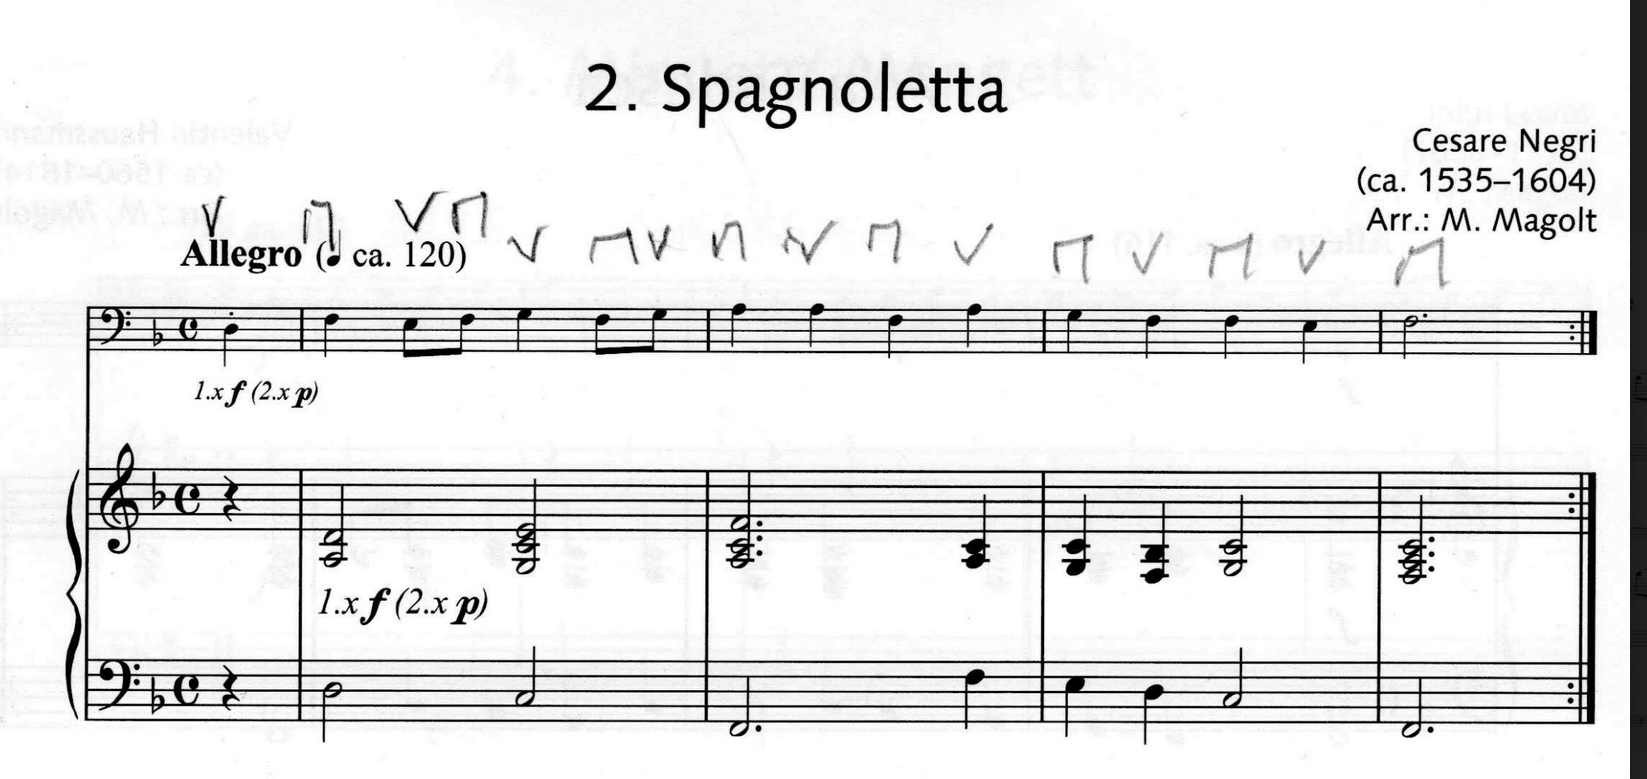 2. Spagnoletta
Cesare Negri
(ca. 1535–1604)
Arr.: M. Magolt
Allegro (♩ ca. 120)
1.x f (2.x p)
1.x f (2.x p)